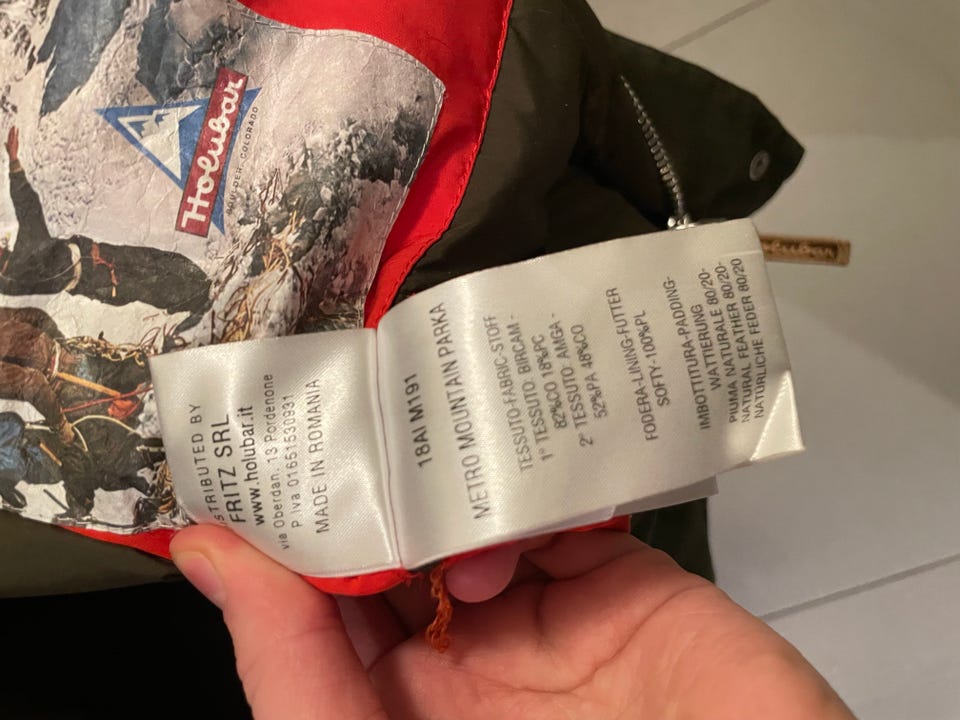 Holubar
BOULDER. COLORADO
DISTRIBUTED BY
FRITZ SRL
www.holubar.it
via Oberdan, 13 Pordenone
P Iva 01651530931
MADE IN ROMANIA
18AI M191
METRO MOUNTAIN PARKA
TESSUTO-FABRIC-STOFF
1° TESSUTO: BIRCAM -
82%CO 18%PC
2° TESSUTO: AMGA -
52%PA 48%CO
FODERA-LINING-FUTTER
SOFTY-100%PL
IMBOTTITURA-PADDING-
WATTIERUNG
PIUMA NATURALE 80/20-
NATURAL FEATHER 80/20-
NATÜRLICHE FEDER 80/20
Holubar